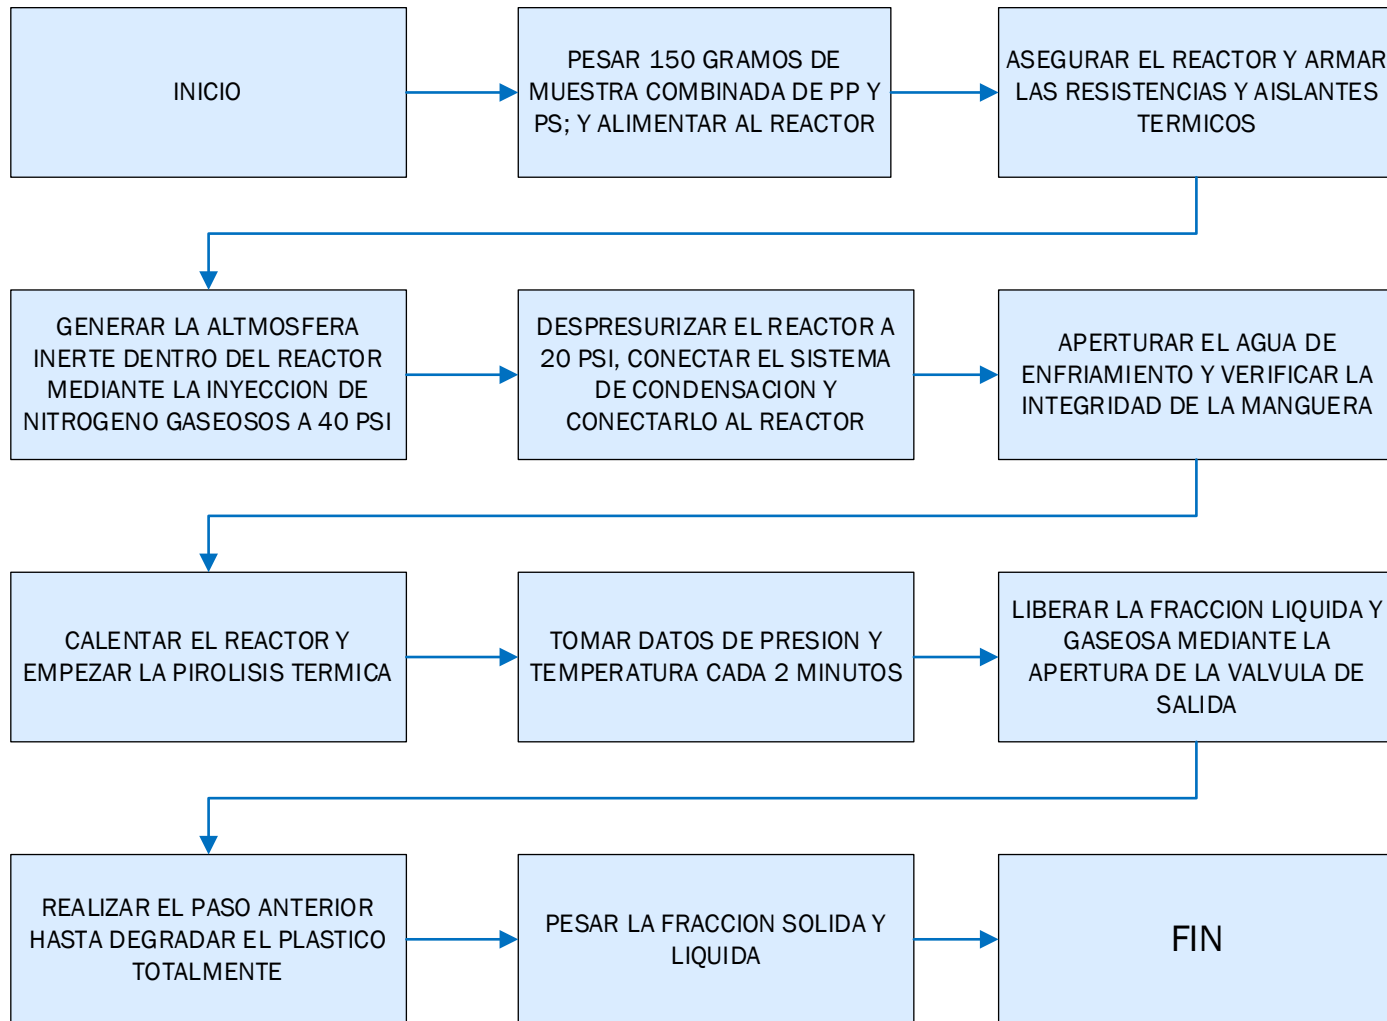 INICIO
PESAR 150 GRAMOS DE
MUESTRA COMBINADA DE PP Y
PS; Y ALIMENTAR AL REACTOR
ASEGURAR EL REACTOR Y ARMAR
LAS RESISTENCIAS Y AISLANTES
TERMICOS
GENERAR LA ALTMOSFERA
INERTE DENTRO DEL REACTOR
MEDIANTE LA INYECCION DE
NITROGENO GASEOSOS A 40 PSI
DESPRESURIZAR EL REACTOR A
20 PSI, CONECTAR EL SISTEMA
DE CONDENSACION Y
CONECTARLO AL REACTOR
APERTURAR EL AGUA DE
ENFRIAMIENTO Y VERIFICAR LA
INTEGRIDAD DE LA MANGUERA
CALENTAR EL REACTOR Y
EMPEZAR LA PIROLISIS TERMICA
TOMAR DATOS DE PRESION Y
TEMPERATURA CADA 2 MINUTOS
LIBERAR LA FRACCION LIQUIDA Y
GASEOSA MEDIANTE LA
APERTURA DE LA VALVULA DE
SALIDA
REALIZAR EL PASO ANTERIOR
HASTA DEGRADAR EL PLASTICO
TOTALMENTE
PESAR LA FRACCION SOLIDA Y
LIQUIDA
FIN